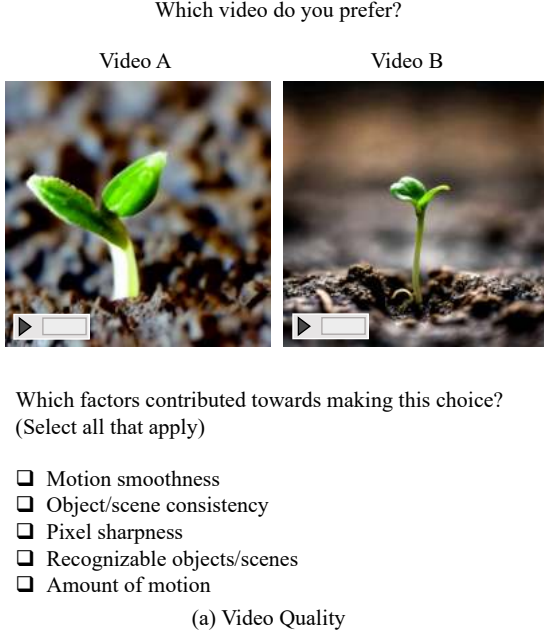 Which video do you prefer?
Video A
Video B
Which factors contributed towards making this choice?
(Select all that apply)
Motion smoothness
Object/scene consistency
Pixel sharpness
Recognizable objects/scenes
Amount of motion
(a) Video Quality